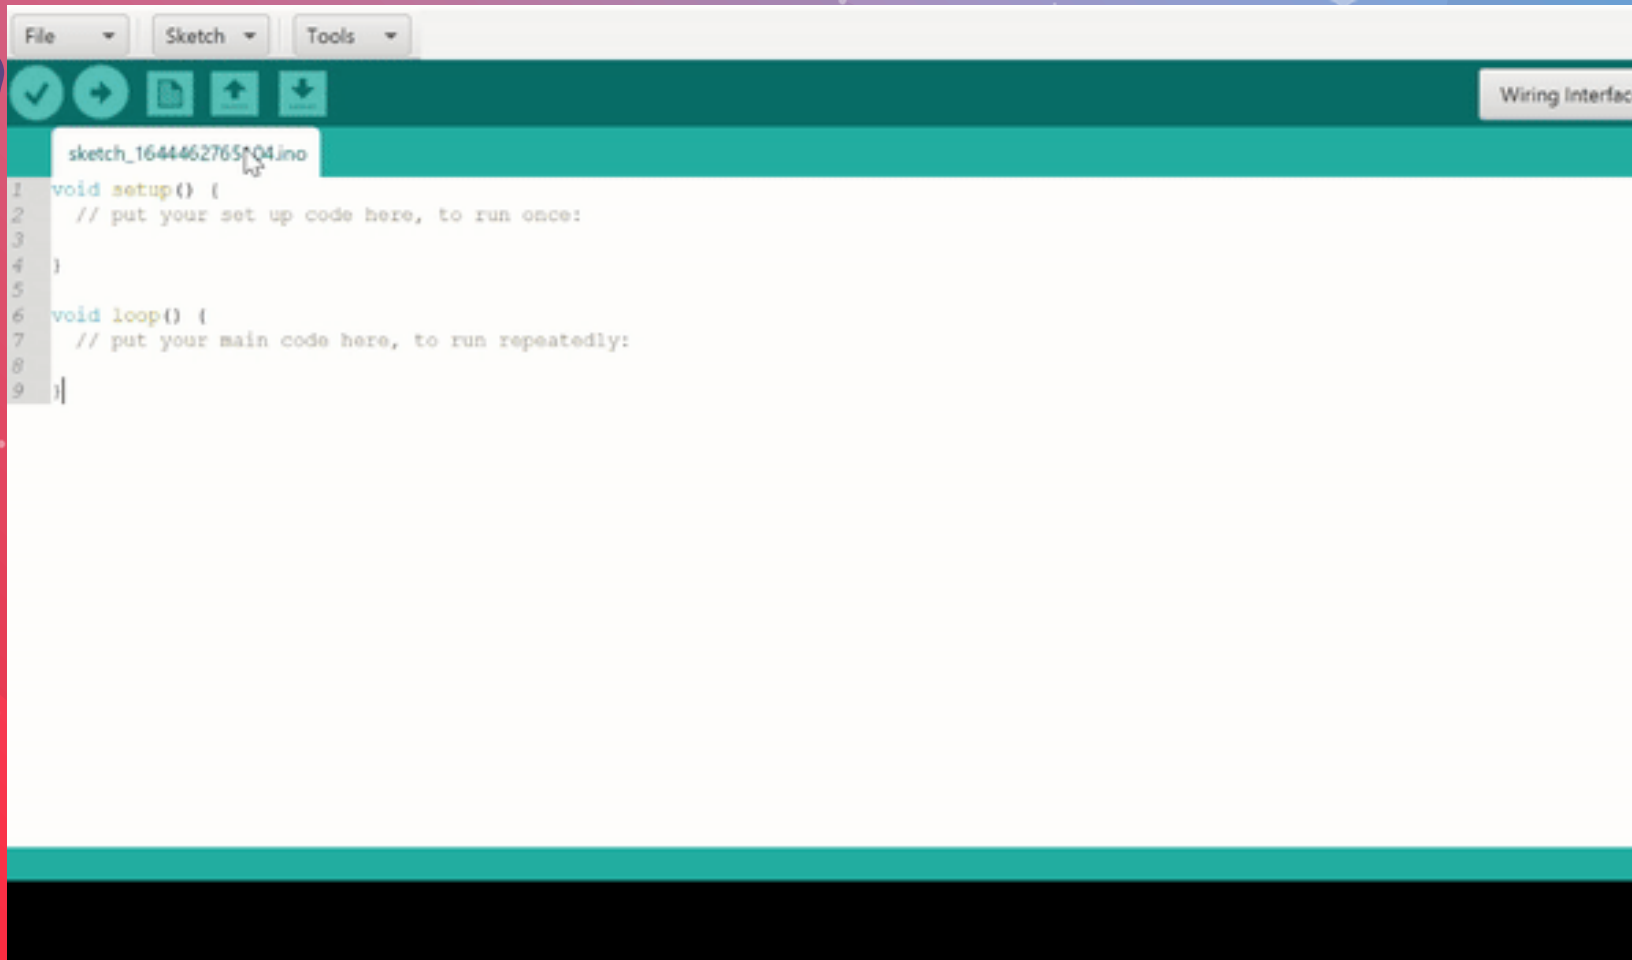 File
Sketch
Tools
Wiring
1 void setup() {
2 // put your set up code here, to run once:
3
4 }
5
6 void loop() {
7 // put your main code here, to run repeatedly:
8
9 }